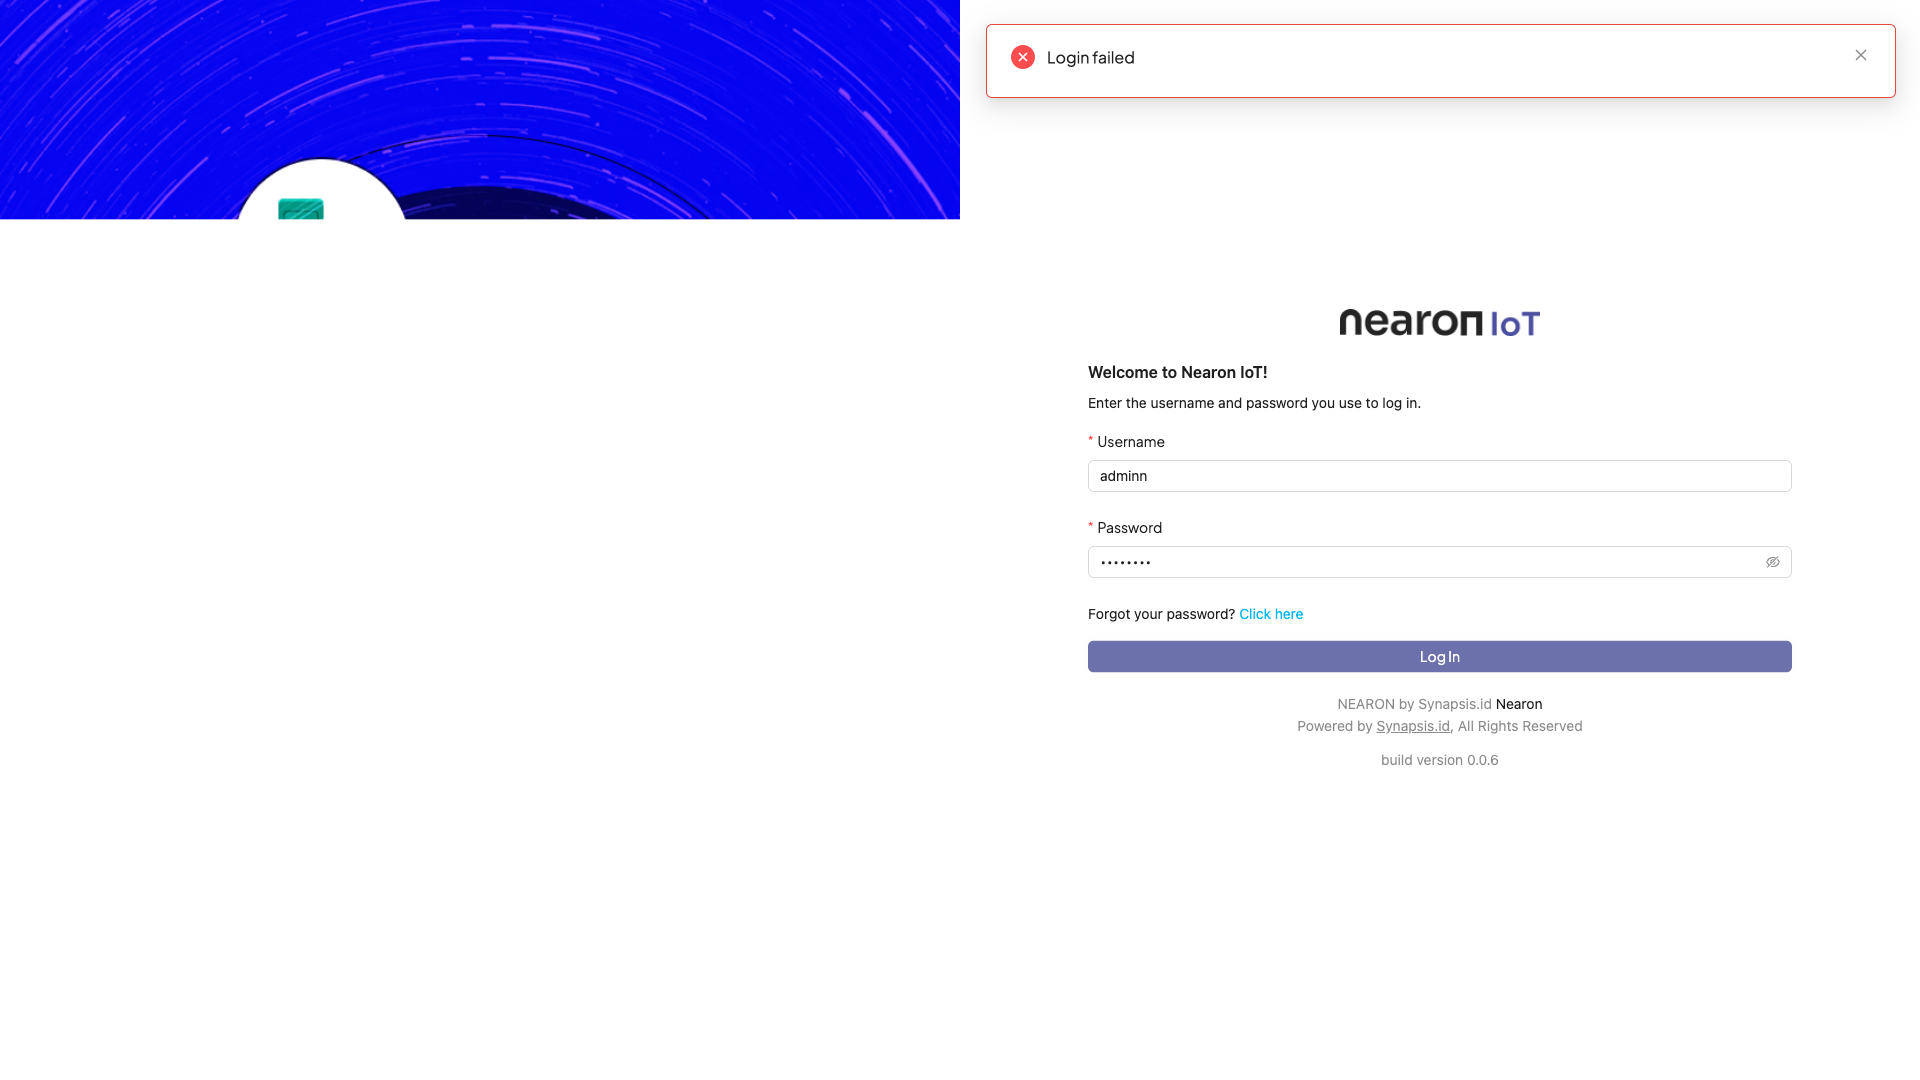 Login failed
nearon IoT
Welcome to Nearon IoT!
Enter the username and password you use to log in.
* Username
adminn
* Password
••••••••
Forgot your password? Click here
Log In
NEARON by Synapsis.id Nearon
Powered by Synapsis.id, All Rights Reserved
build version 0.0.6